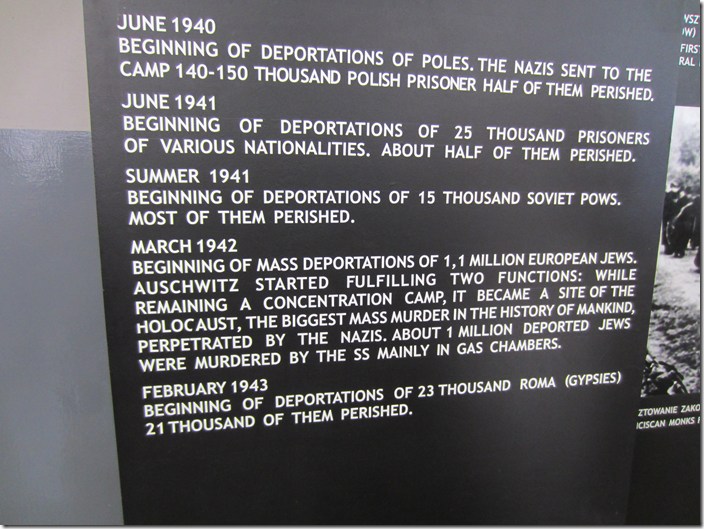 JUNE 1940
BEGINNING OF DEPORTATIONS OF POLES. THE NAZIS SENT TO THE
CAMP 140-150 THOUSAND POLISH PRISONER HALF OF THEM PERISHED.
JUNE 1941
BEGINNING OF DEPORTATIONS OF 25 THOUSAND PRISONERS
OF VARIOUS NATIONALITIES. ABOUT HALF OF THEM PERISHED.
SUMMER 1941
BEGINNING OF DEPORTATIONS OF 15 THOUSAND SOVIET POWS.
MOST OF THEM PERISHED.
MARCH 1942
BEGINNING OF MASS DEPORTATIONS OF 1,1 MILLION EUROPEAN JEWS.
AUSCHWITZ STARTED FULFILLING TWO FUNCTIONS: WHILE
REMAINING A CONCENTRATION CAMP, IT BECAME A SITE OF THE
HOLOCAUST, THE BIGGEST MASS MURDER IN THE HISTORY OF MANKIND,
PERPETRATED BY THE NAZIS. ABOUT 1 MILLION DEPORTED JEWS
WERE MURDERED BY THE SS MAINLY IN GAS CHAMBERS.
FEBRUARY 1943
BEGINNING OF DEPORTATIONS OF 23 THOUSAND ROMA (GYPSIES)
21 THOUSAND OF THEM PERISHED.
FIRST
MONKS